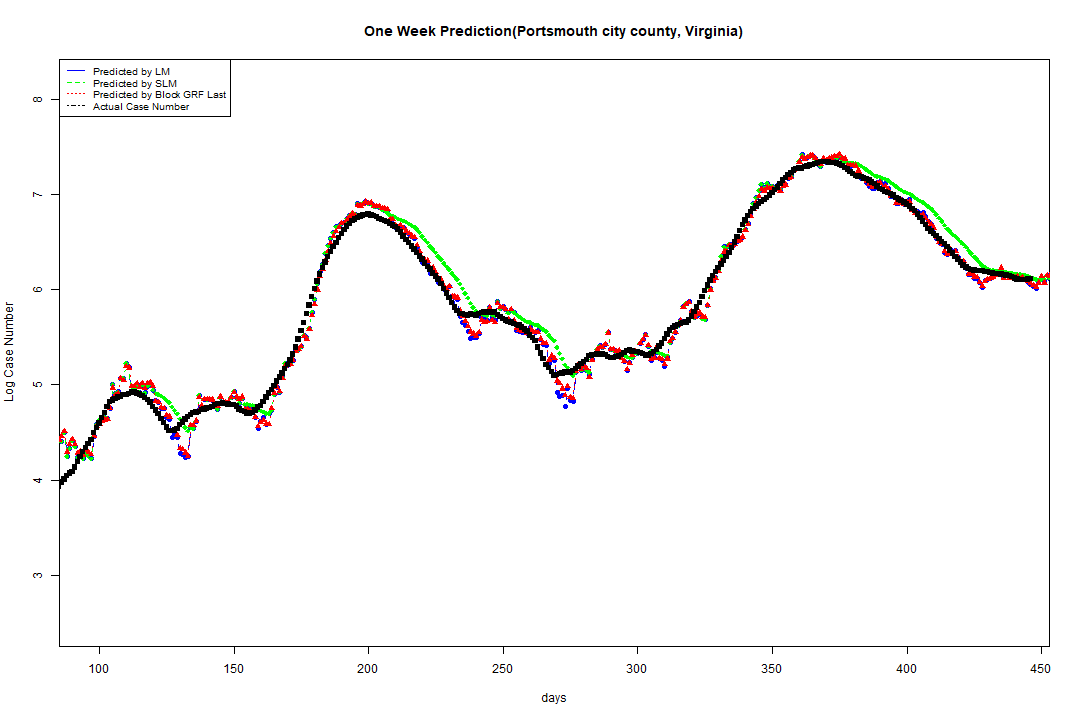 One Week Prediction(Portsmouth city county, Virginia)
Predicted by LM
Predicted by SLM
Predicted by Block GRF Last
Actual Case Number
8
7
6
5
4
3
Log Case Number
100 150 200 250 300 350 400 450
days